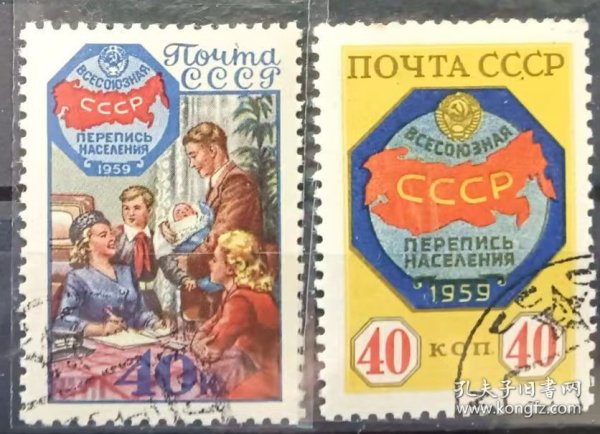 Почта
СССР
ВСЕСОЮЗНАЯ
СССР
ПЕРЕПИСЬ
НАСЕЛЕНИЯ
1959
40к
ПОЧТА СССР
ВСЕСОЮЗНАЯ
СССР
ПЕРЕПИСЬ
НАСЕЛЕНИЯ
1959
40 КОП. 40
孔夫子旧书网
www.kongfz.com